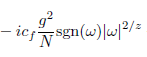 $- ic_f \frac{g^2}{N} \mathrm{sgn}(\omega)|\omega|^{2/z}$